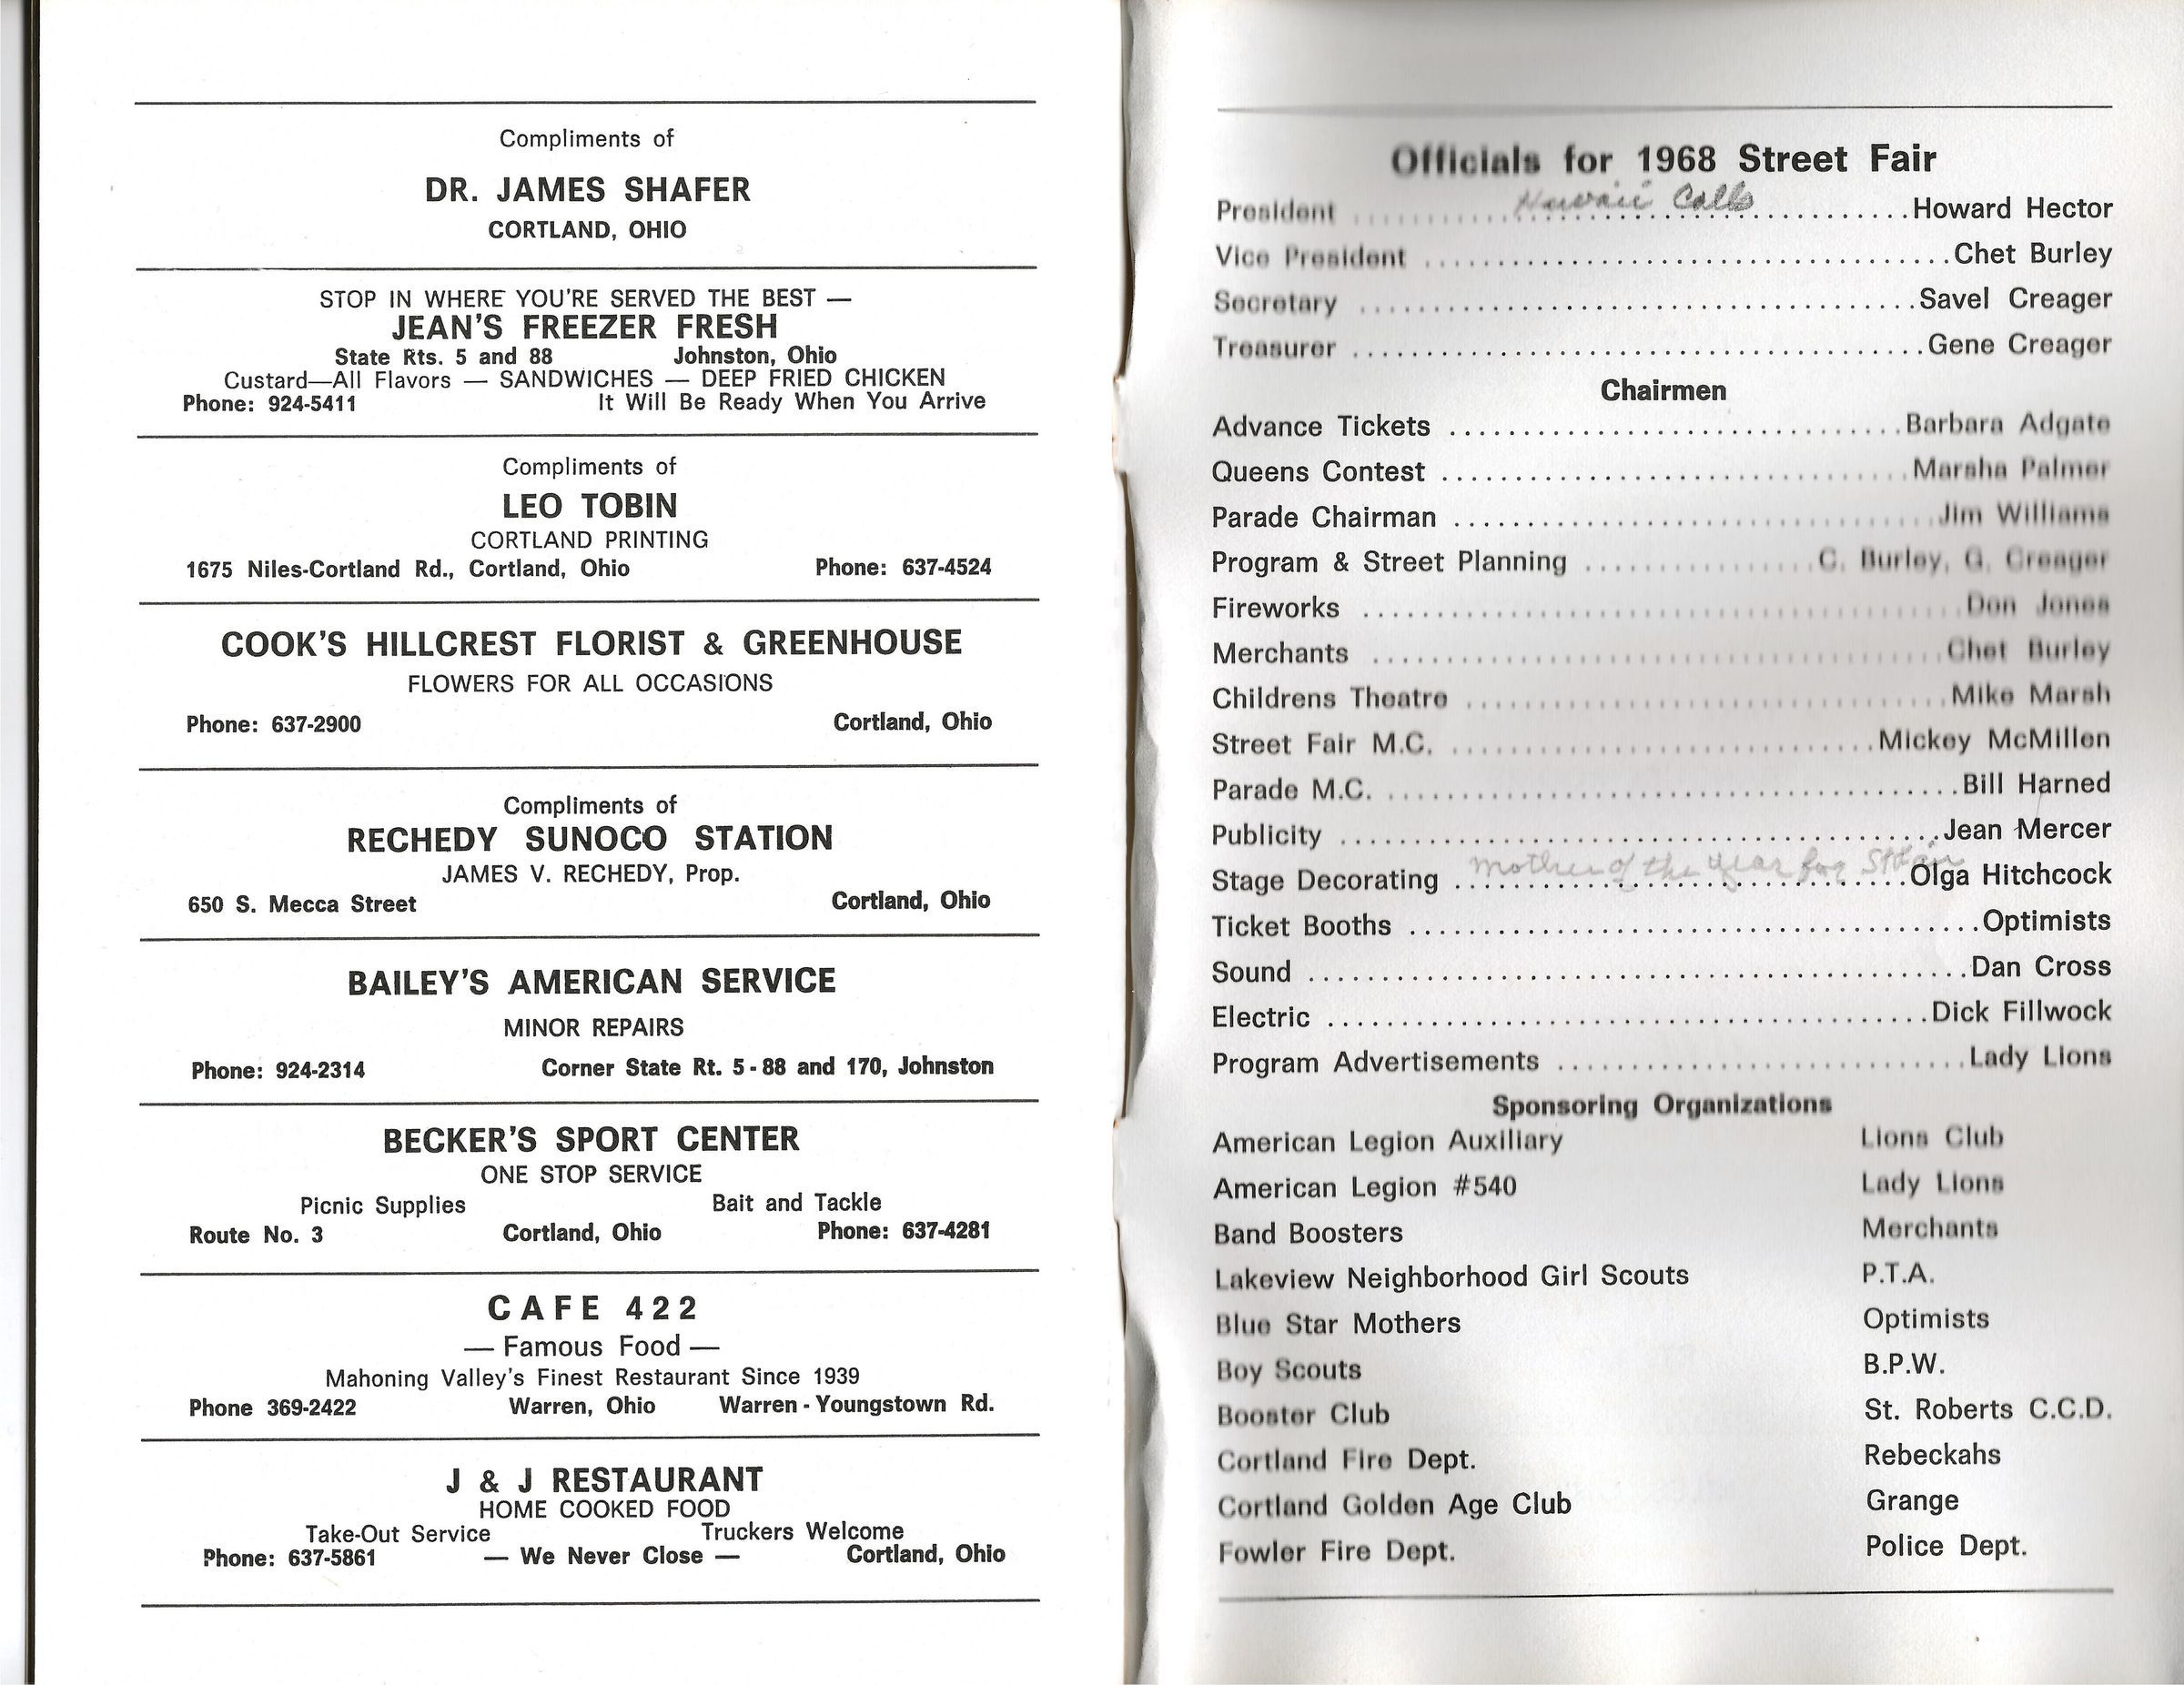 Compliments of
DR. JAMES SHAFER
CORTLAND, OHIO
STOP IN WHERE YOU'RE SERVED THE BEST —
JEAN'S FREEZER FRESH
State Rts. 5 and 88 Johnston, Ohio
Custard—All Flavors — SANDWICHES — DEEP FRIED CHICKEN
Phone: 924-5411 It Will Be Ready When You Arrive
Compliments of
LEO TOBIN
CORTLAND PRINTING
1675 Niles-Cortland Rd., Cortland, Ohio Phone: 637-4524
COOK'S HILLCREST FLORIST & GREENHOUSE
FLOWERS FOR ALL OCCASIONS
Phone: 637-2900 Cortland, Ohio
Compliments of
RECHEDY SUNOCO STATION
JAMES V. RECHEDY, Prop.
650 S. Mecca Street Cortland, Ohio
BAILEY'S AMERICAN SERVICE
MINOR REPAIRS
Phone: 924-2314 Corner State Rt. 5-88 and 170, Johnston
BECKER'S SPORT CENTER
ONE STOP SERVICE
Picnic Supplies Bait and Tackle
Route No. 3 Cortland, Ohio Phone: 637-4281
CAFE 422
— Famous Food —
Mahoning Valley's Finest Restaurant Since 1939
Phone 369-2422 Warren, Ohio Warren-Youngstown Rd.
J & J RESTAURANT
HOME COOKED FOOD
Take-Out Service Truckers Welcome
Phone: 637-5861 — We Never Close — Cortland, Ohio
Officials for 1968 Street Fair
Hawaii Calls
President Howard Hector
Vice President Chet Burley
Secretary Savel Creager
Treasurer Gene Creager
Chairmen
Advance Tickets Barbara Adgate
Queens Contest Marsha Palmer
Parade Chairman Jim Williams
Program & Street Planning C. Burley, G. Creager
Fireworks Don Jones
Merchants Chet Burley
Childrens Theatre Mike Marsh
Street Fair M.C. Mickey McMillen
Parade M.C. Bill Harned
Publicity Jean Mercer
mother of the year for
Stage Decorating Olga Hitchcock
Ticket Booths Optimists
Sound Dan Cross
Electric Dick Fillwock
Program Advertisements Lady Lions
Sponsoring Organizations
American Legion Auxiliary Lions Club
American Legion #540 Lady Lions
Band Boosters Merchants
Lakeview Neighborhood Girl Scouts P.T.A.
Blue Star Mothers Optimists
Boy Scouts B.P.W.
Booster Club St. Roberts C.C.D.
Cortland Fire Dept. Rebeckahs
Cortland Golden Age Club Grange
Fowler Fire Dept. Police Dept.